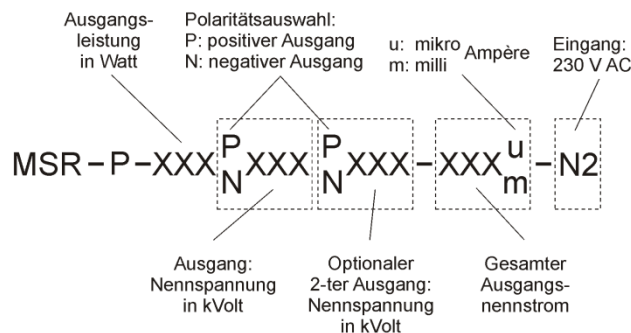 Ausgangs-
leistung
in Watt
Polaritätsauswahl:
P: positiver Ausgang
N: negativer Ausgang
u: mikro
m: milli
Ampère
Eingang:
230 V AC
MSR–P–XXX P/N XXX P/N XXX–XXX u/m –N2
Ausgang:
Nennspannung
in kVolt
Optionaler
2-ter Ausgang:
Nennspannung
in kVolt
Gesamter
Ausgangs-
nennstrom